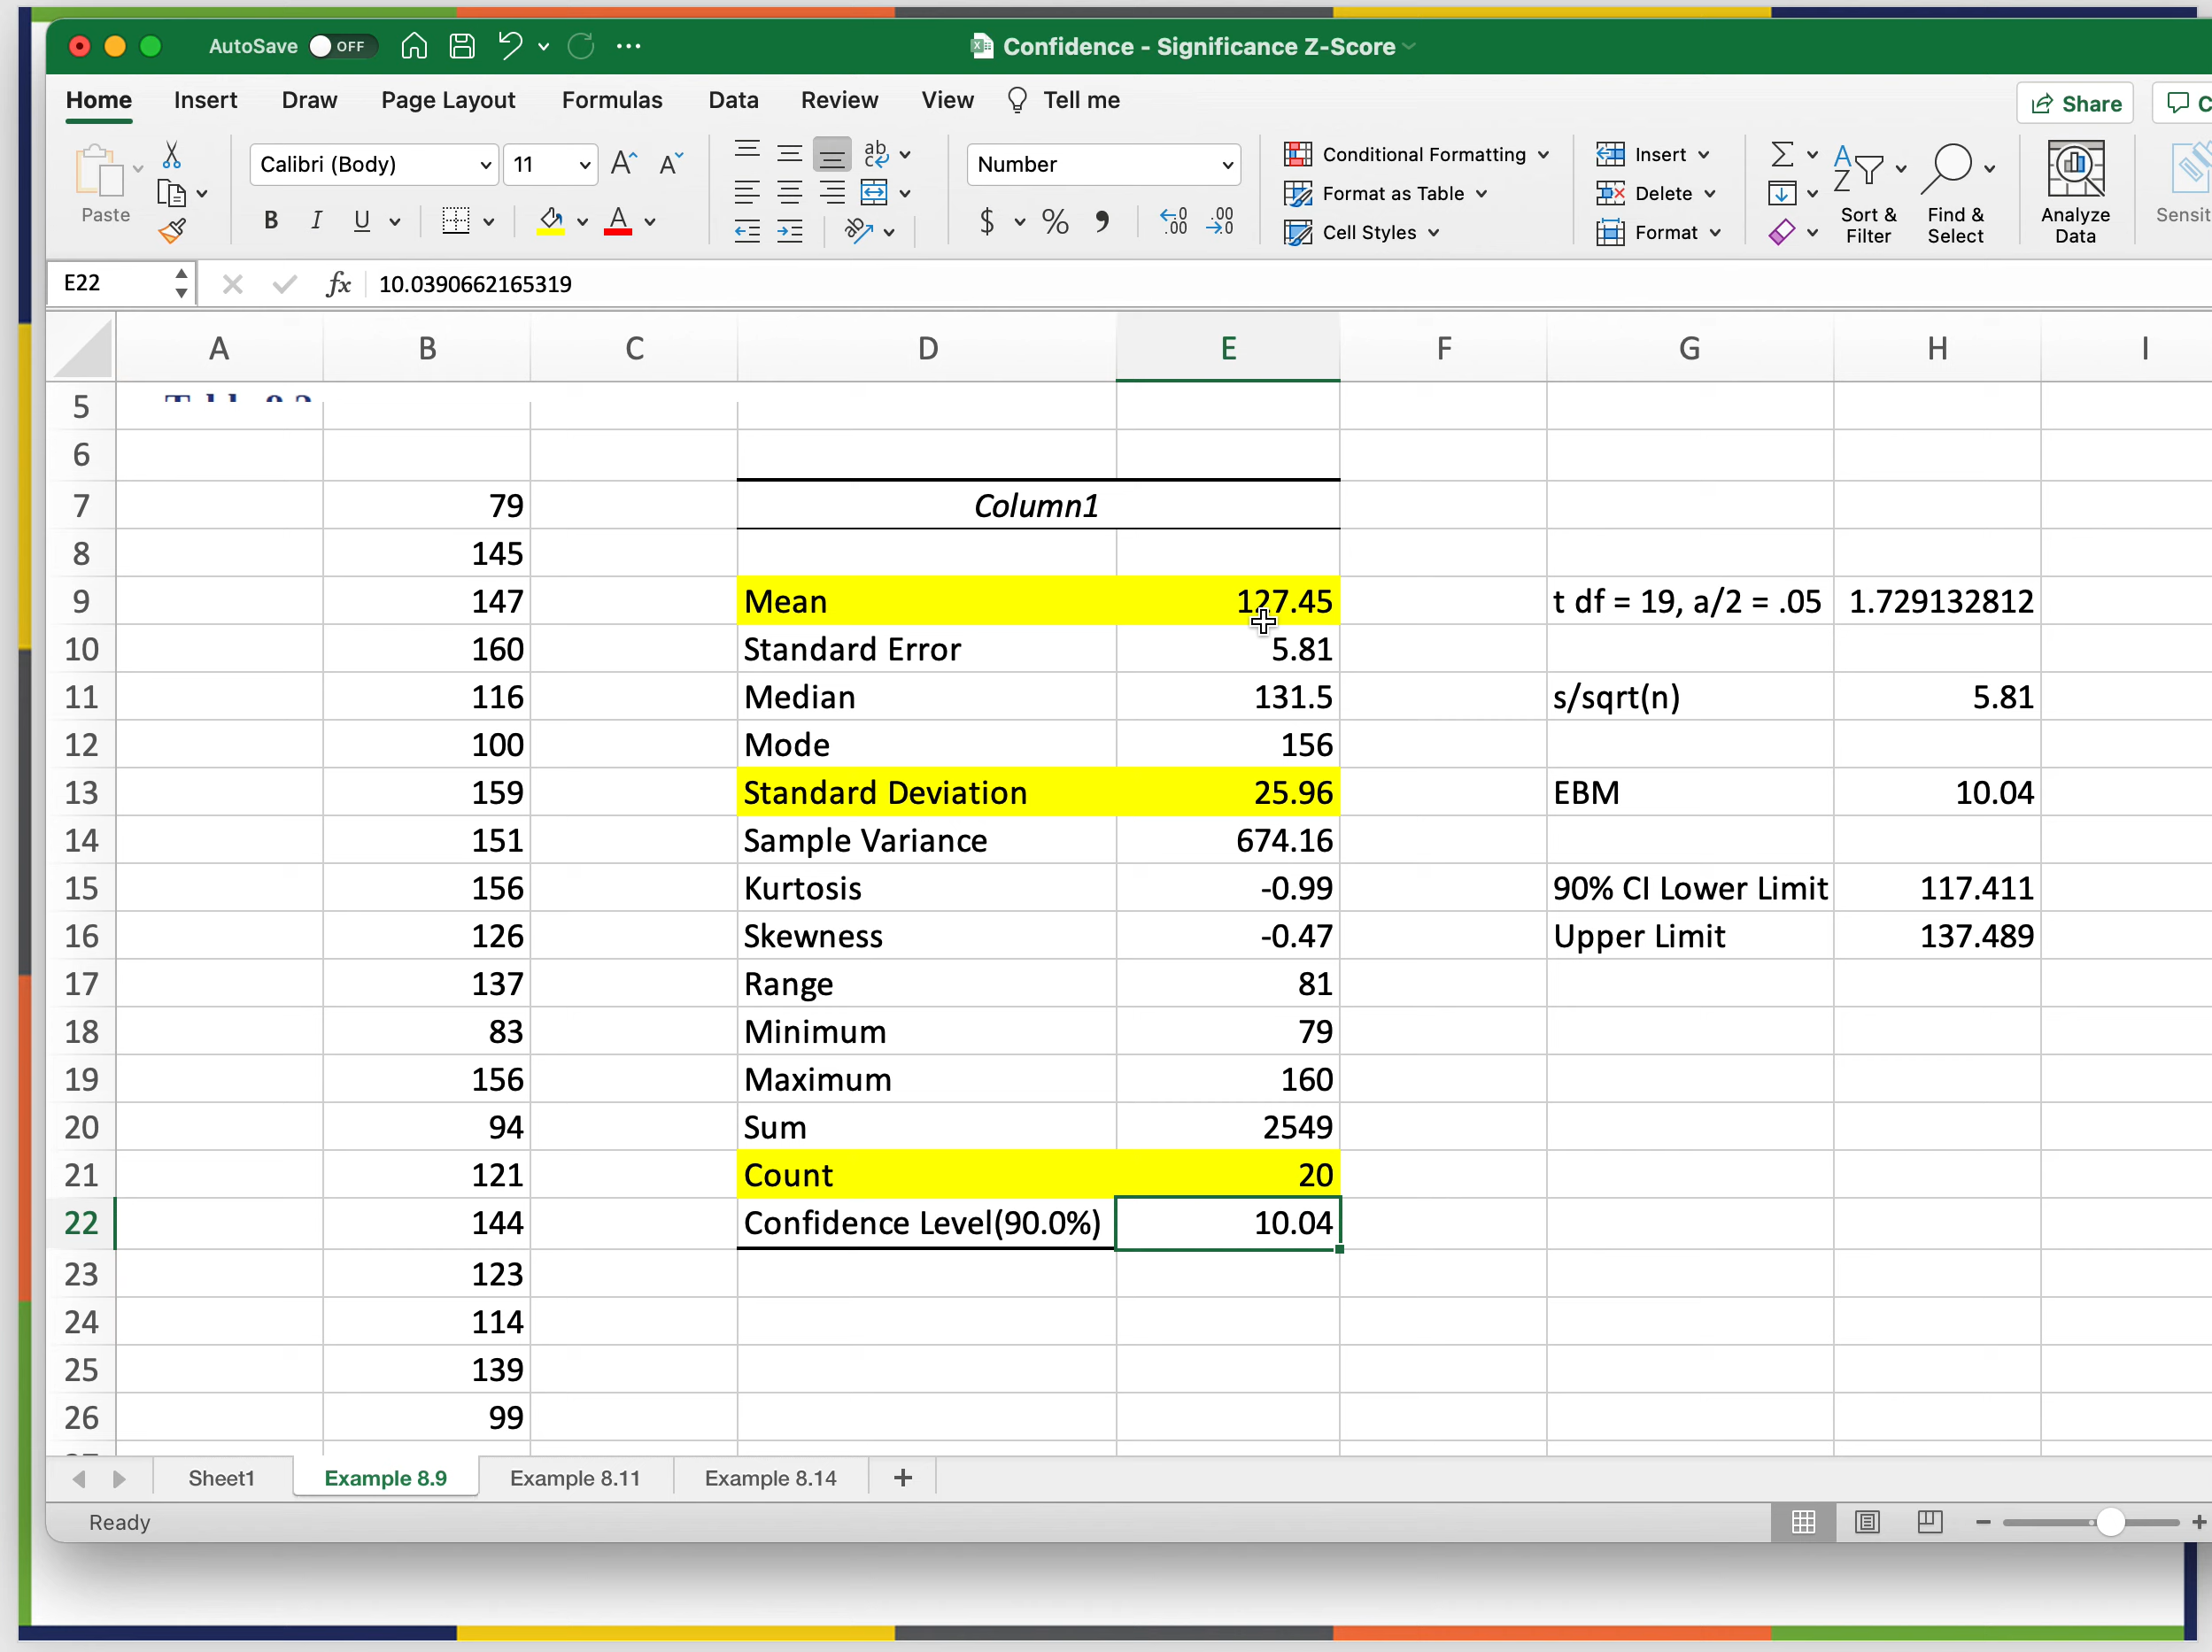 AutoSave OFF Confidence - Significance Z-Score
Home Insert Draw Page Layout Formulas Data Review View Tell me Share
Paste
Calibri (Body) 11
B I U
ab
Number
$ %
Conditional Formatting
Format as Table
Cell Styles
Insert
Delete
Format
Sort & Filter
Find & Select
Analyze Data
E22 fx 10.0390662165319
A B C D E F G H I
5
6
7 79 Column1
8 145
9 147 Mean 127.45 t df = 19, a/2 = .05 1.729132812
10 160 Standard Error 5.81
11 116 Median 131.5 s/sqrt(n) 5.81
12 100 Mode 156
13 159 Standard Deviation 25.96 EBM 10.04
14 151 Sample Variance 674.16
15 156 Kurtosis -0.99 90% CI Lower Limit 117.411
16 126 Skewness -0.47 Upper Limit 137.489
17 137 Range 81
18 83 Minimum 79
19 156 Maximum 160
20 94 Sum 2549
21 121 Count 20
22 144 Confidence Level(90.0%) 10.04
23 123
24 114
25 139
26 99
Sheet1 Example 8.9 Example 8.11 Example 8.14 +
Ready